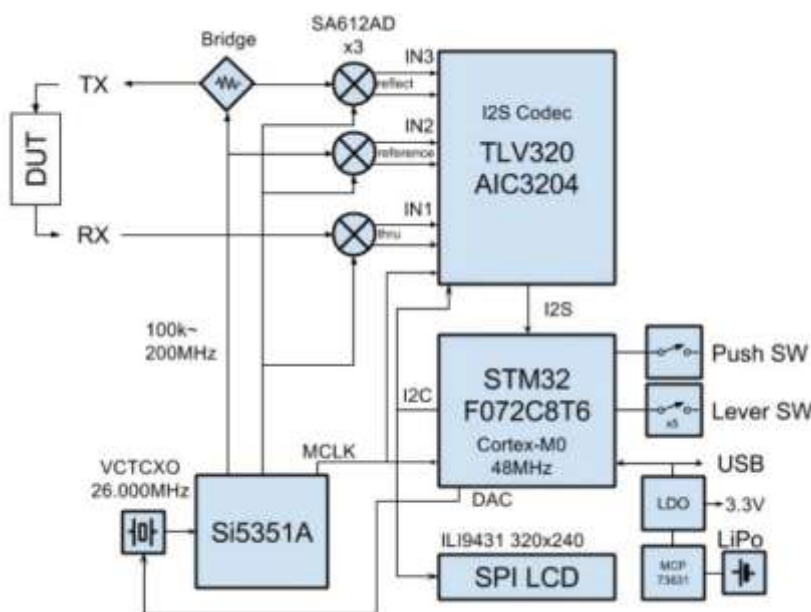 SA612AD
x3
Bridge
TX
IN3
reflect
I2S Codec
TLV320
AIC3204
IN2
reference
DUT
IN1
thru
RX
I2S
100k~
200MHz
STM32
F072C8T6
Cortex-M0
48MHz
Push SW
I2C
Lever SW
x5
MCLK
USB
VCTCXO
26.000MHz
DAC
LDO
3.3V
Si5351A
ILI9431 320x240
LiPo
SPI LCD
MCP
73831